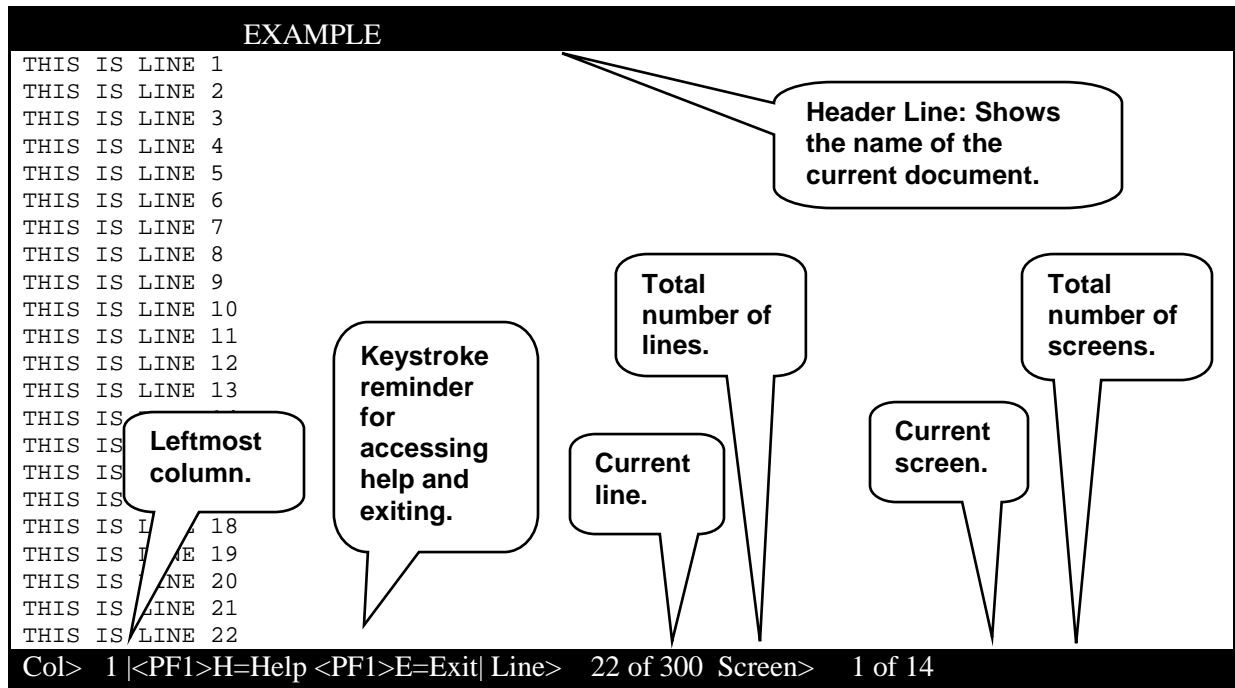 EXAMPLE
THIS IS LINE 1
THIS IS LINE 2
THIS IS LINE 3
THIS IS LINE 4
THIS IS LINE 5
THIS IS LINE 6
THIS IS LINE 7
THIS IS LINE 8
THIS IS LINE 9
THIS IS LINE 10
THIS IS LINE 11
THIS IS LINE 12
THIS IS LINE 13
THIS IS
THIS IS
THIS IS
THIS IS
THIS IS 18
THIS IS 19
THIS IS 20
THIS IS LINE 21
THIS IS LINE 22
Header Line: Shows
the name of the
current document.
Total
number of
lines.
Total
number of
screens.
Keystroke
reminder
for
accessing
help and
exiting.
Leftmost
column.
Current
line.
Current
screen.
Col> 1 |<PF1>H=Help <PF1>E=Exit| Line> 22 of 300 Screen> 1 of 14